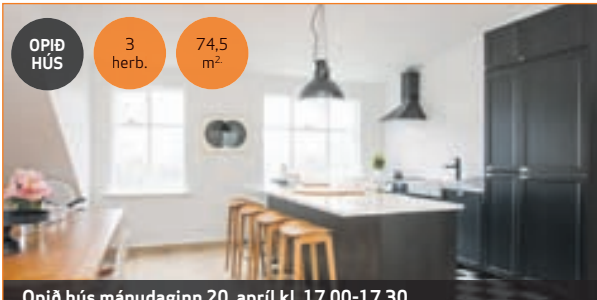 OPIÐ
HÚS
3
herb.
74,5
m².
Opið hús mánudaginn 20. apríl kl. 17.00-17.30